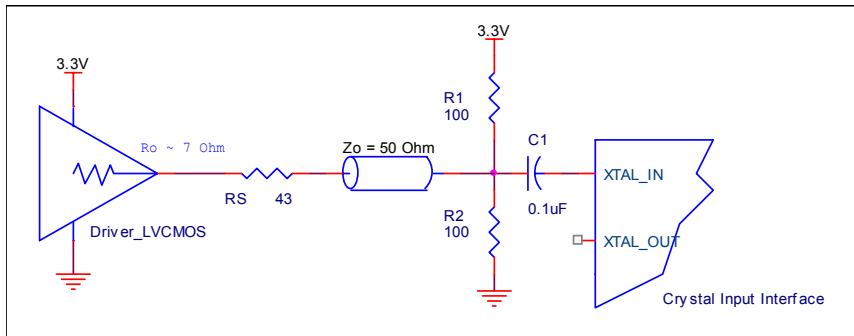 3.3V
3.3V
R1
100
Ro ~ 7 Ohm
Zo = 50 Ohm
C1
XTAL_IN
RS 43
0.1uF
R2
100
Driver_LVCMOS
XTAL_OUT
Crystal Input Interface